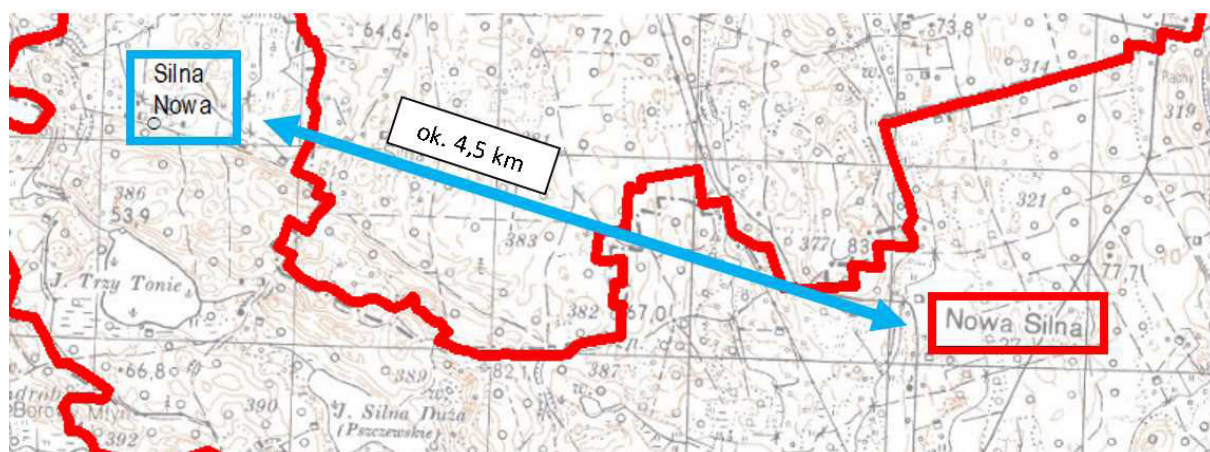 64,6
72,0
73,8
w.
314
Silna
Nowa
319
ok. 4,5 km
386
53,9
321
383
377
83
77,7
J. Trzy Tonie
382
67,0
Nowa Silna
27
66,8
389
82,1
387
w.
390
J. Silna Duża
(Pszczewskie)
392